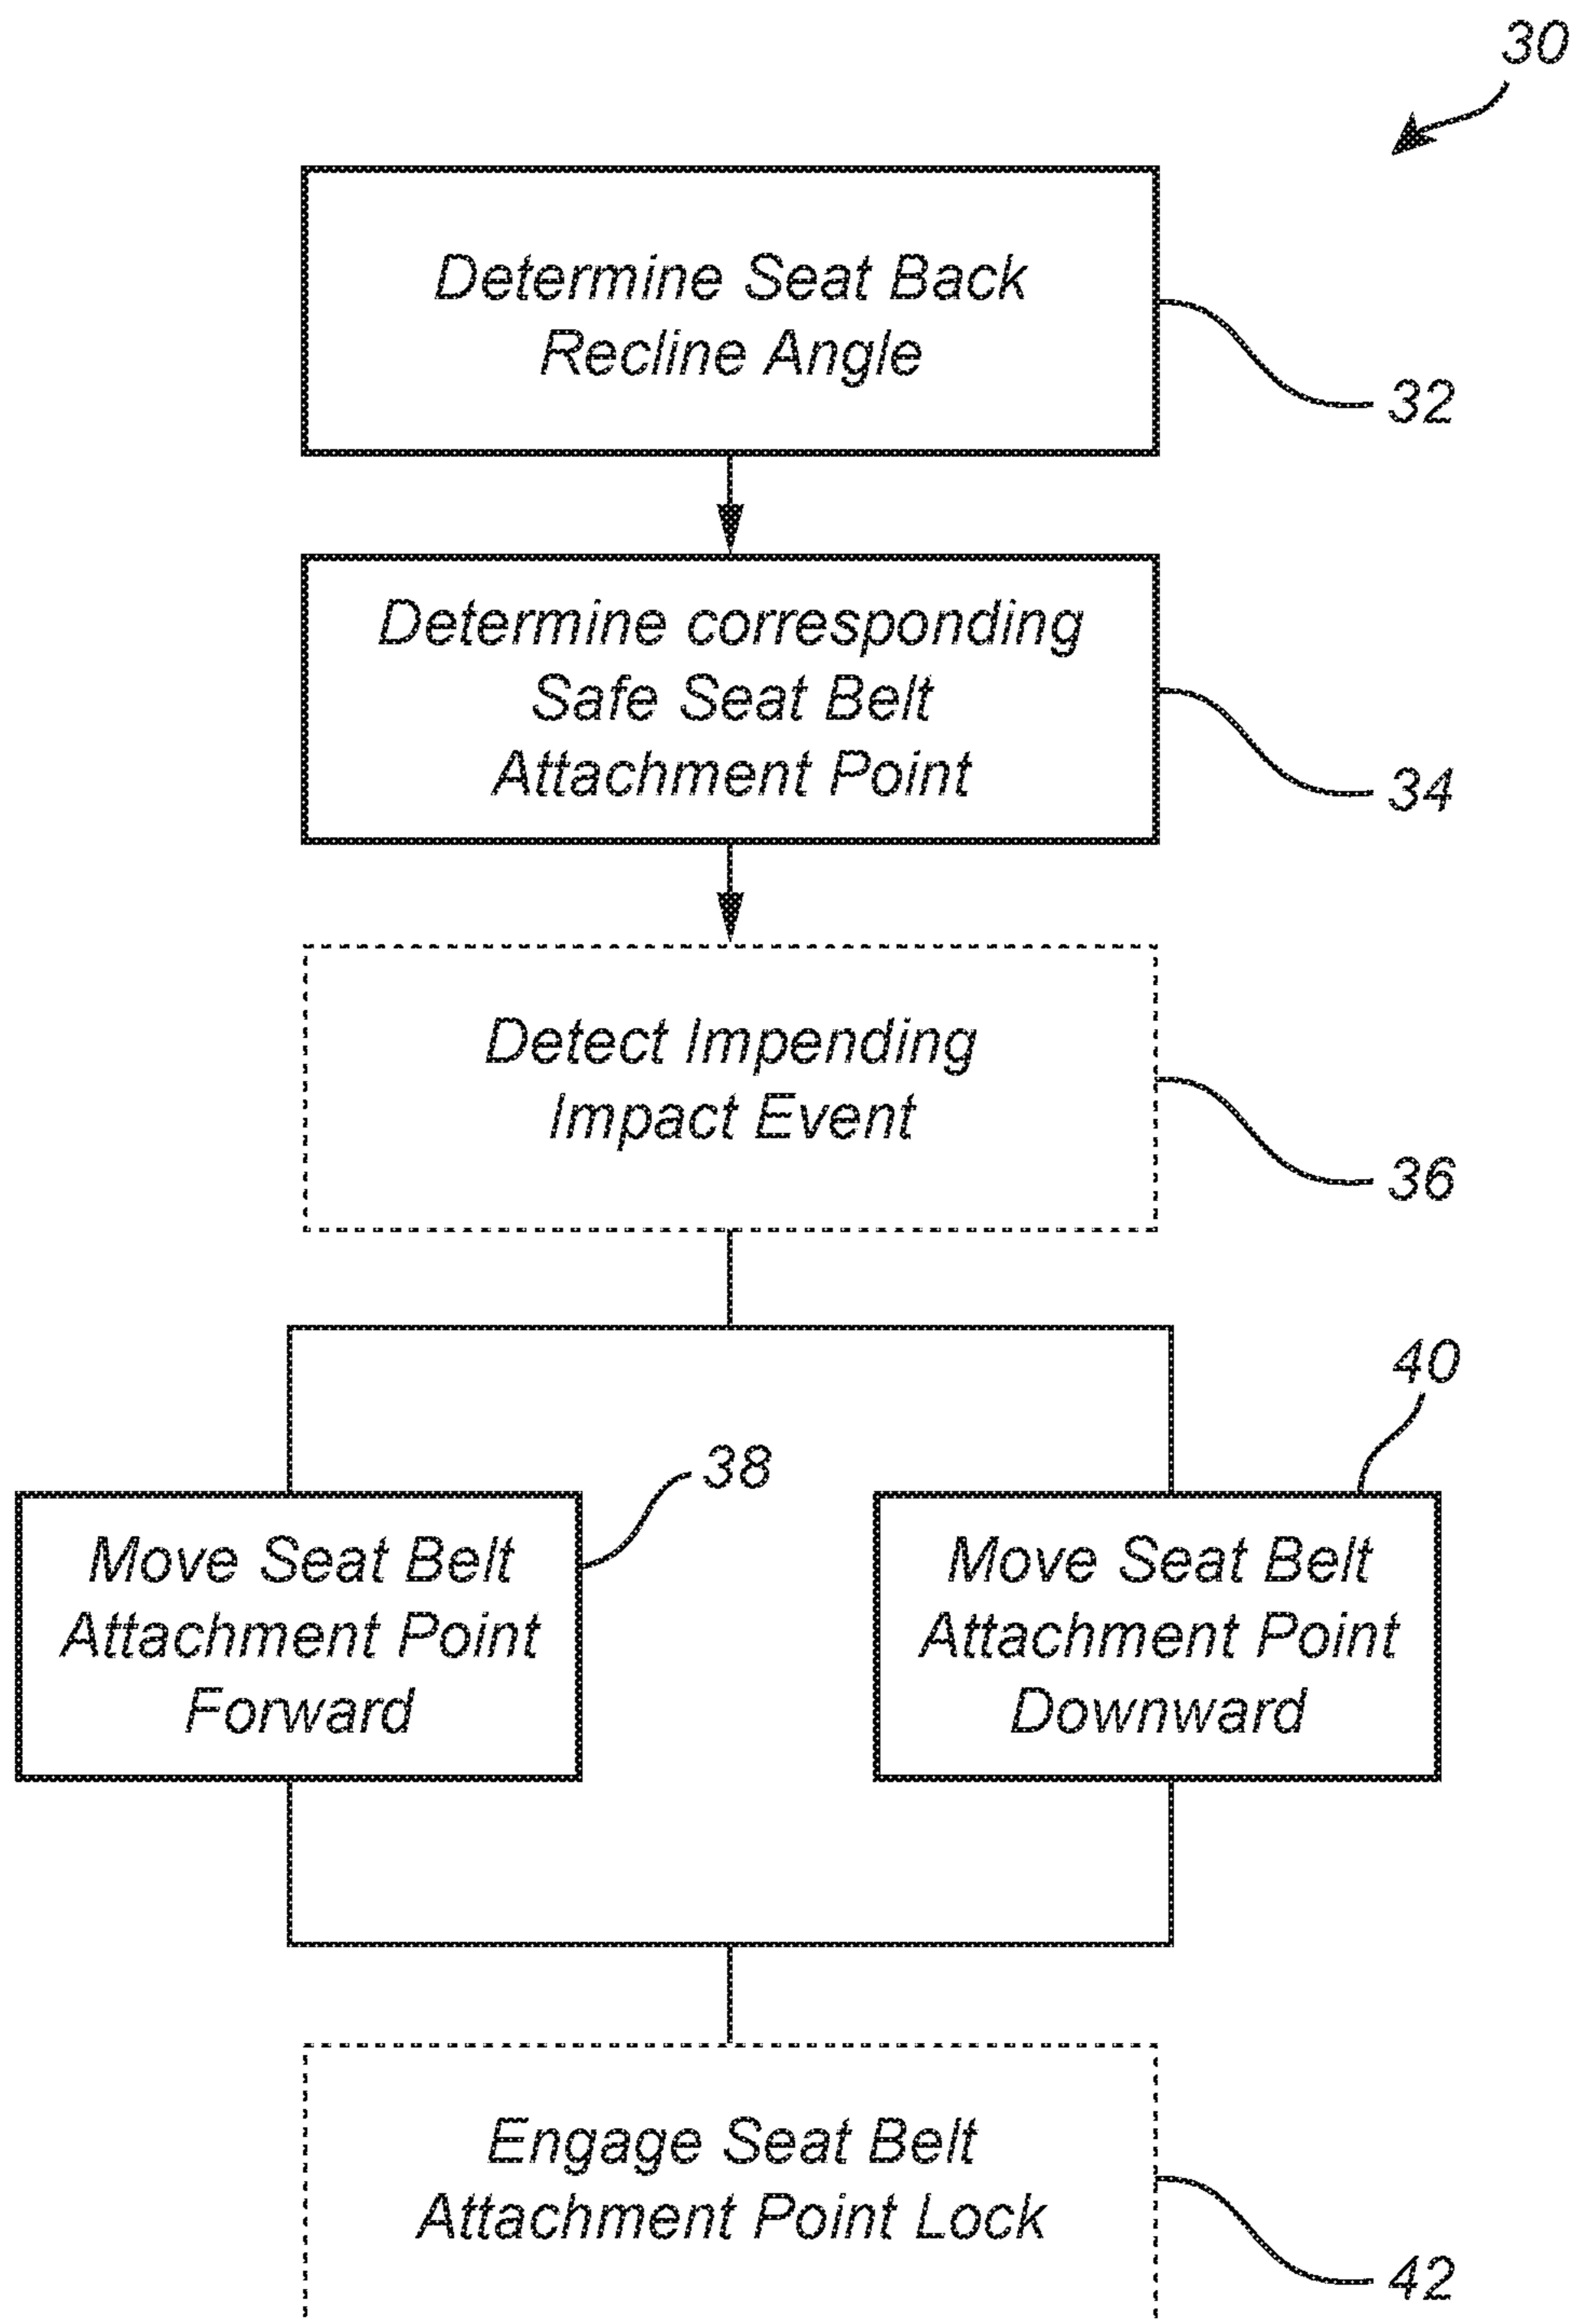 30
Determine Seat Back
Recline Angle
32
Determine corresponding
Safe Seat Belt
Attachment Point
34
Detect Impending
Impact Event
36
40
38
Move Seat Belt
Attachment Point
Forward
Move Seat Belt
Attachment Point
Downward
Engage Seat Belt
Attachment Point Lock
42